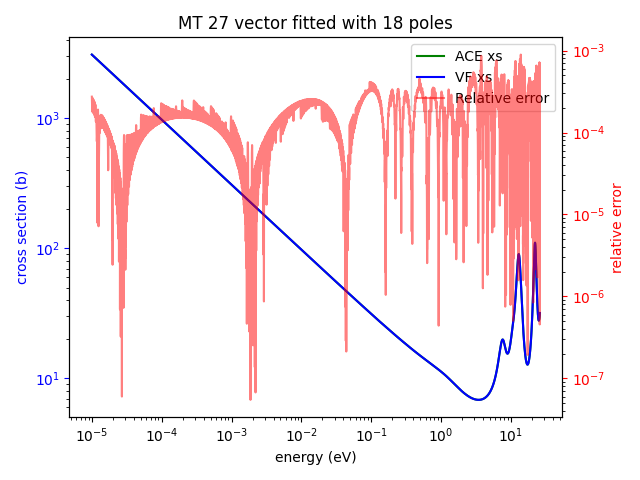 MT 27 vector fitted with 18 poles
ACE xs
VF xs
Relative error
cross section (b)
10³
10²
10¹
relative error
10⁻³
10⁻⁴
10⁻⁵
10⁻⁶
10⁻⁷
10⁻⁵ 10⁻⁴ 10⁻³ 10⁻² 10⁻¹ 10⁰ 10¹
energy (eV)